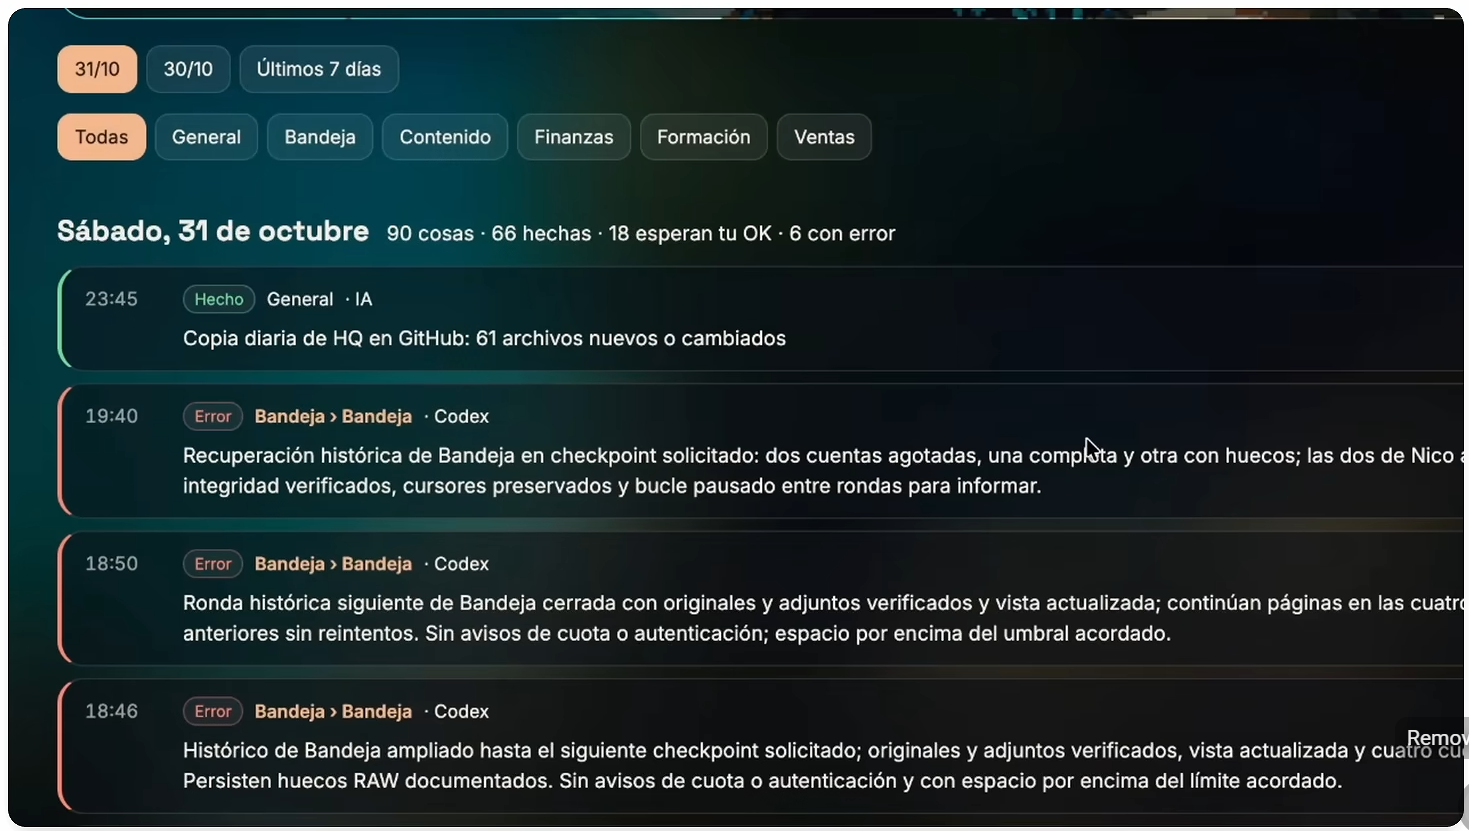 31/10 30/10 Últimos 7 días
Todas General Bandeja Contenido Finanzas Formación Ventas
Sábado, 31 de octubre 90 cosas · 66 hechas · 18 esperan tu OK · 6 con error
23:45 Hecho General · IA
Copia diaria de HQ en GitHub: 61 archivos nuevos o cambiados
19:40 Error Bandeja › Bandeja · Codex
Recuperación histórica de Bandeja en checkpoint solicitado: dos cuentas agotadas, una completa y otra con huecos; las dos de Nico
integridad verificados, cursores preservados y bucle pausado entre rondas para informar.
18:50 Error Bandeja › Bandeja · Codex
Ronda histórica siguiente de Bandeja cerrada con originales y adjuntos verificados y vista actualizada; continúan páginas en las cuatro
anteriores sin reintentos. Sin avisos de cuota o autenticación; espacio por encima del umbral acordado.
18:46 Error Bandeja › Bandeja · Codex
Histórico de Bandeja ampliado hasta el siguiente checkpoint solicitado; originales y adjuntos verificados, vista actualizada y cuatro
Persisten huecos RAW documentados. Sin avisos de cuota o autenticación y con espacio por encima del límite acordado.